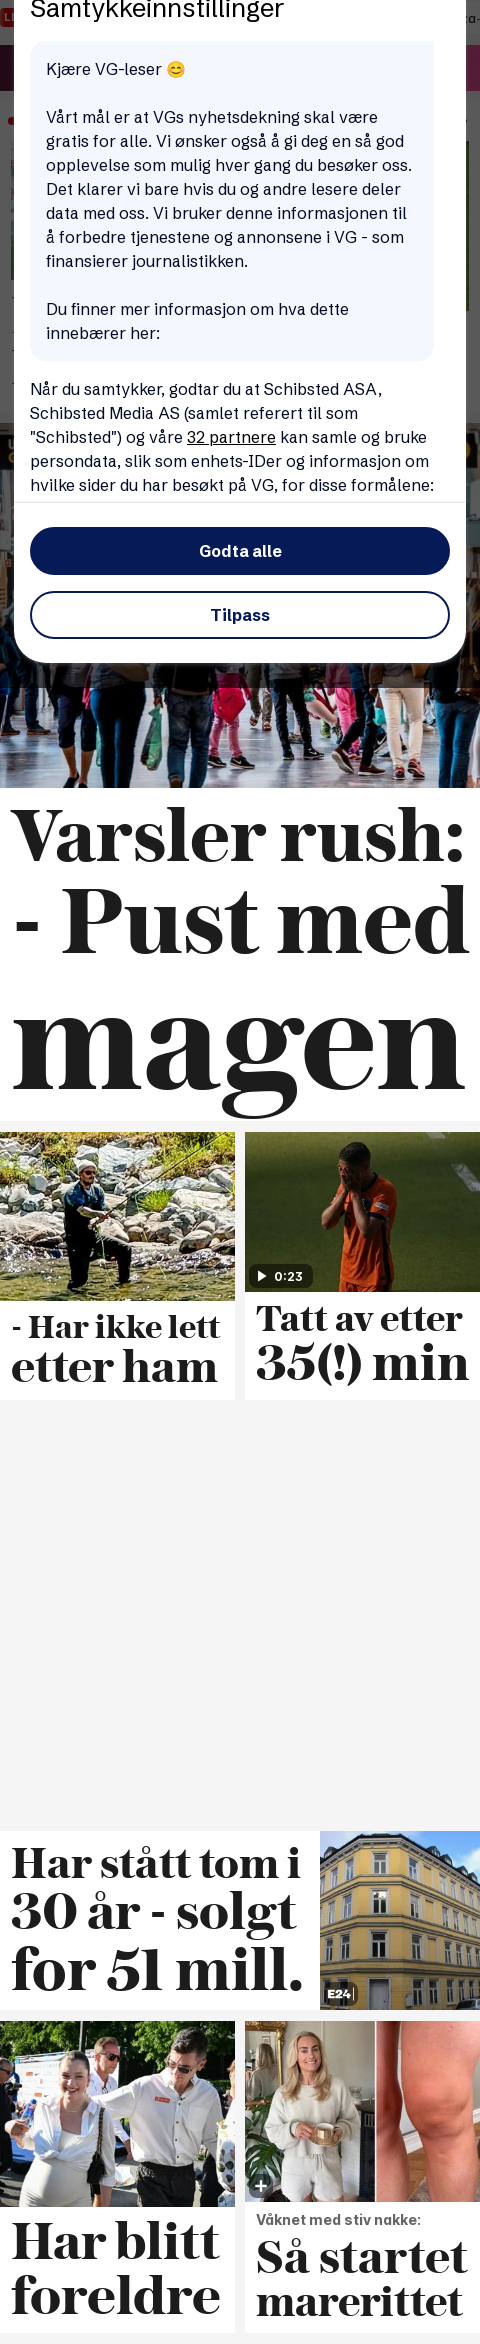 Samtykkeinnstillinger
Kjære VG-leser 😊
Vårt mål er at VGs nyhetsdekning skal være
gratis for alle. Vi ønsker også å gi deg en så god
opplevelse som mulig hver gang du besøker oss.
Det klarer vi bare hvis du og andre lesere deler
data med oss. Vi bruker denne informasjonen til
å forbedre tjenestene og annonsene i VG - som
finansierer journalistikken.
Du finner mer informasjon om hva dette
innebærer her:
Når du samtykker, godtar du at Schibsted ASA,
Schibsted Media AS (samlet referert til som
"Schibsted") og våre 32 partnere kan samle og bruke
persondata, slik som enhets-IDer og informasjon om
hvilke sider du har besøkt på VG, for disse formålene:
Godta alle
Tilpass
Varsler rush:
- Pust med
magen
- Har ikke lett
etter ham
0:23
Tatt av etter
35(!) min
Har stått tom i
30 år - solgt
for 51 mill.
E24
Har blitt
foreldre
Våknet med stiv nakke:
Så startet
marerittet